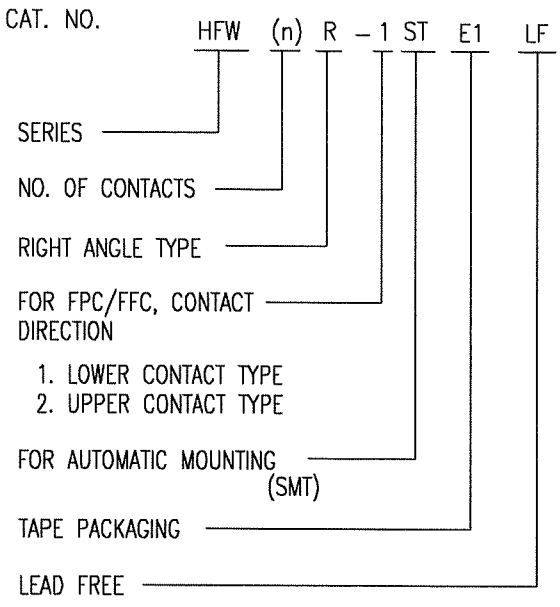 CAT. NO.
HFW (n) R - 1 ST E1 LF
SERIES
NO. OF CONTACTS
RIGHT ANGLE TYPE
FOR FPC/FFC, CONTACT
DIRECTION
1. LOWER CONTACT TYPE
2. UPPER CONTACT TYPE
FOR AUTOMATIC MOUNTING
(SMT)
TAPE PACKAGING
LEAD FREE